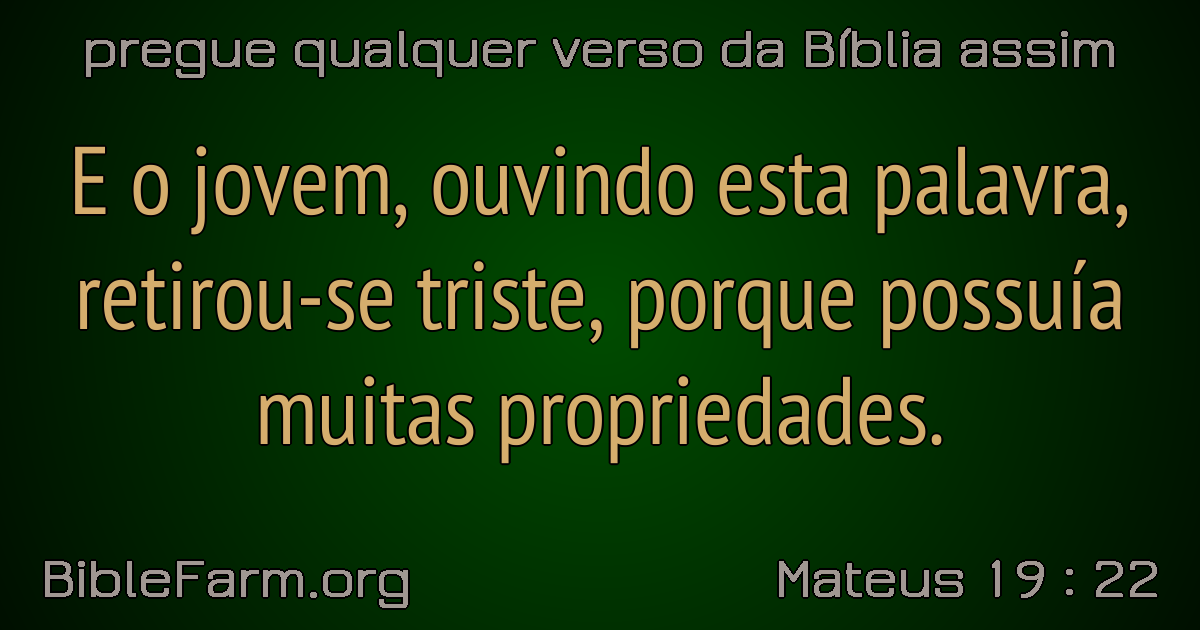 pregue qualquer verso da Bíblia assim
E o jovem, ouvindo esta palavra,
retirou-se triste, porque possuía
muitas propriedades.
BibleFarm.org
Mateus 19 : 22